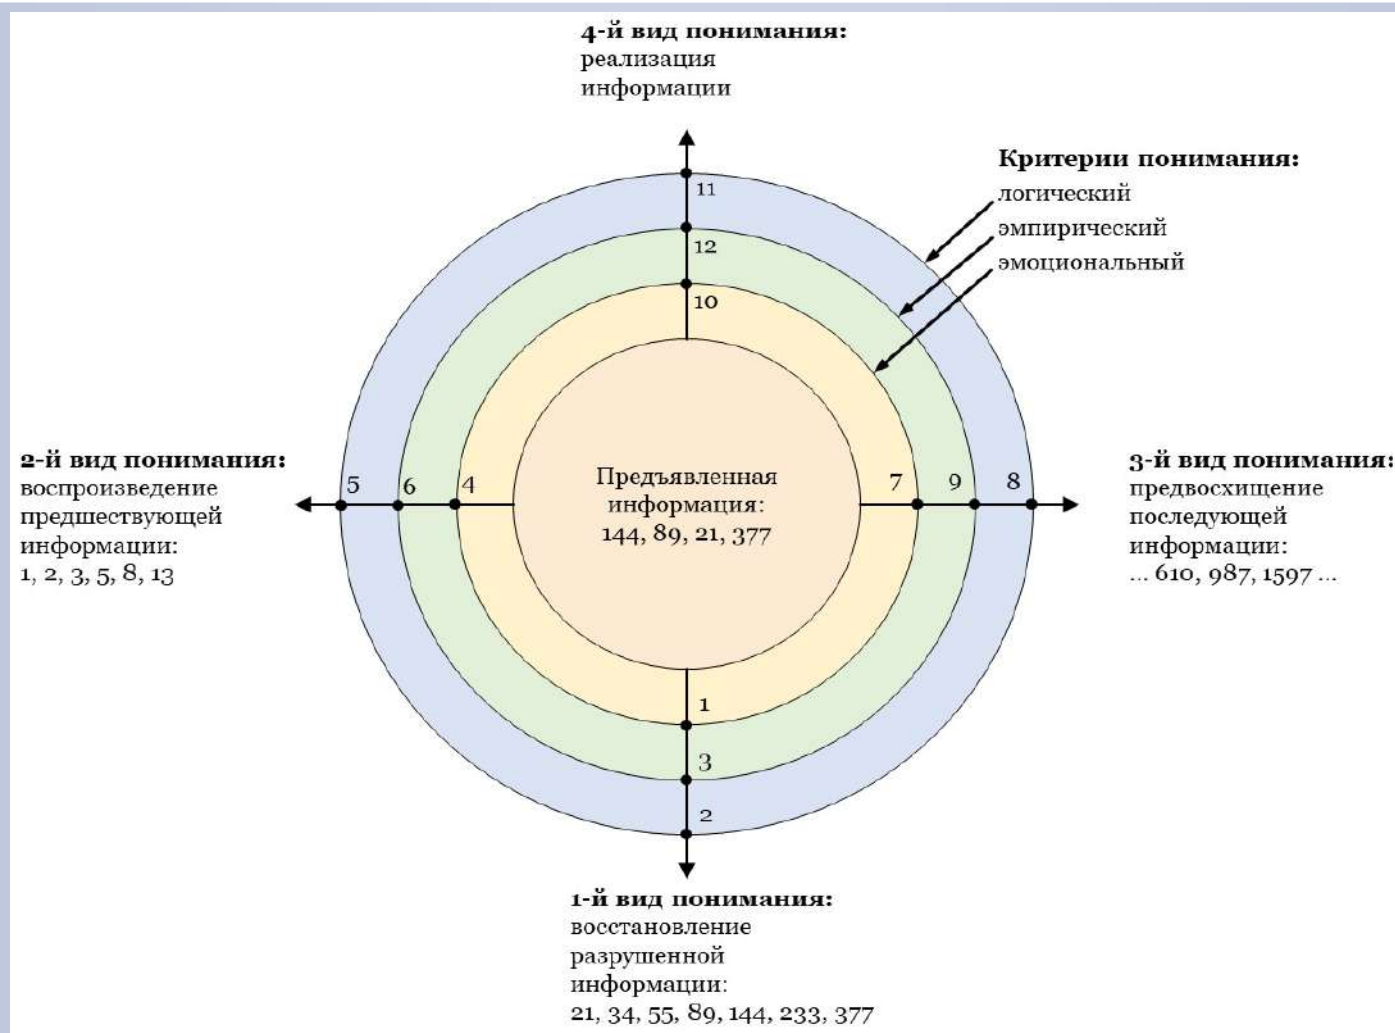 4-й вид понимания:
реализация
информации
Критерии понимания:
логический
эмпирический
эмоциональный
11
12
10
2-й вид понимания:
воспроизведение
предшествующей
информации:
1, 2, 3, 5, 8, 13
5
6
4
Предъявленная
информация:
144, 89, 21, 377
7
9
8
3-й вид понимания:
предвосхищение
последующей
информации:
... 610, 987, 1597 ...
1
3
2
1-й вид понимания:
восстановление
разрушенной
информации:
21, 34, 55, 89, 144, 233, 377